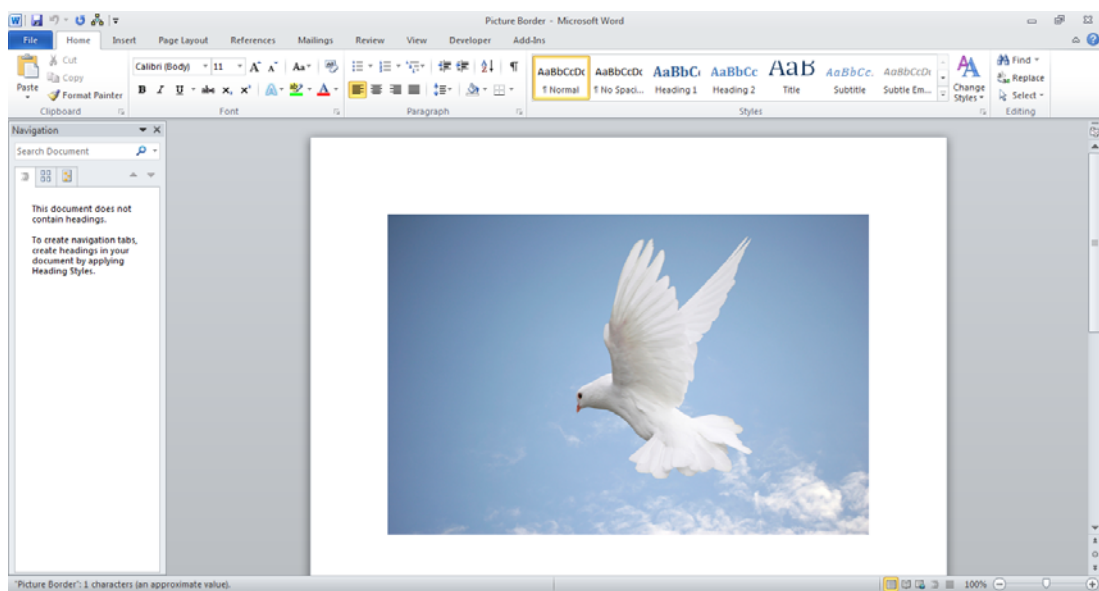 Picture Border - Microsoft Word
File Home Insert Page Layout References Mailings Review View Developer Add-Ins
Paste
Cut
Copy
Format Painter
Clipboard
Calibri (Body) 11
Font
Paragraph
AaBbCcDc AaBbCcDc AaBbC AaBbCc AaB AaBbCc. AaBbCcDc
¶ Normal ¶ No Spaci... Heading 1 Heading 2 Title Subtitle Subtle Em...
Change
Styles
Styles
Find
Replace
Select
Editing
Navigation
Search Document
This document does not
contain headings.
To create navigation tabs,
create headings in your
document by applying
Heading Styles.
"Picture Border": 1 characters (an approximate value).
100%